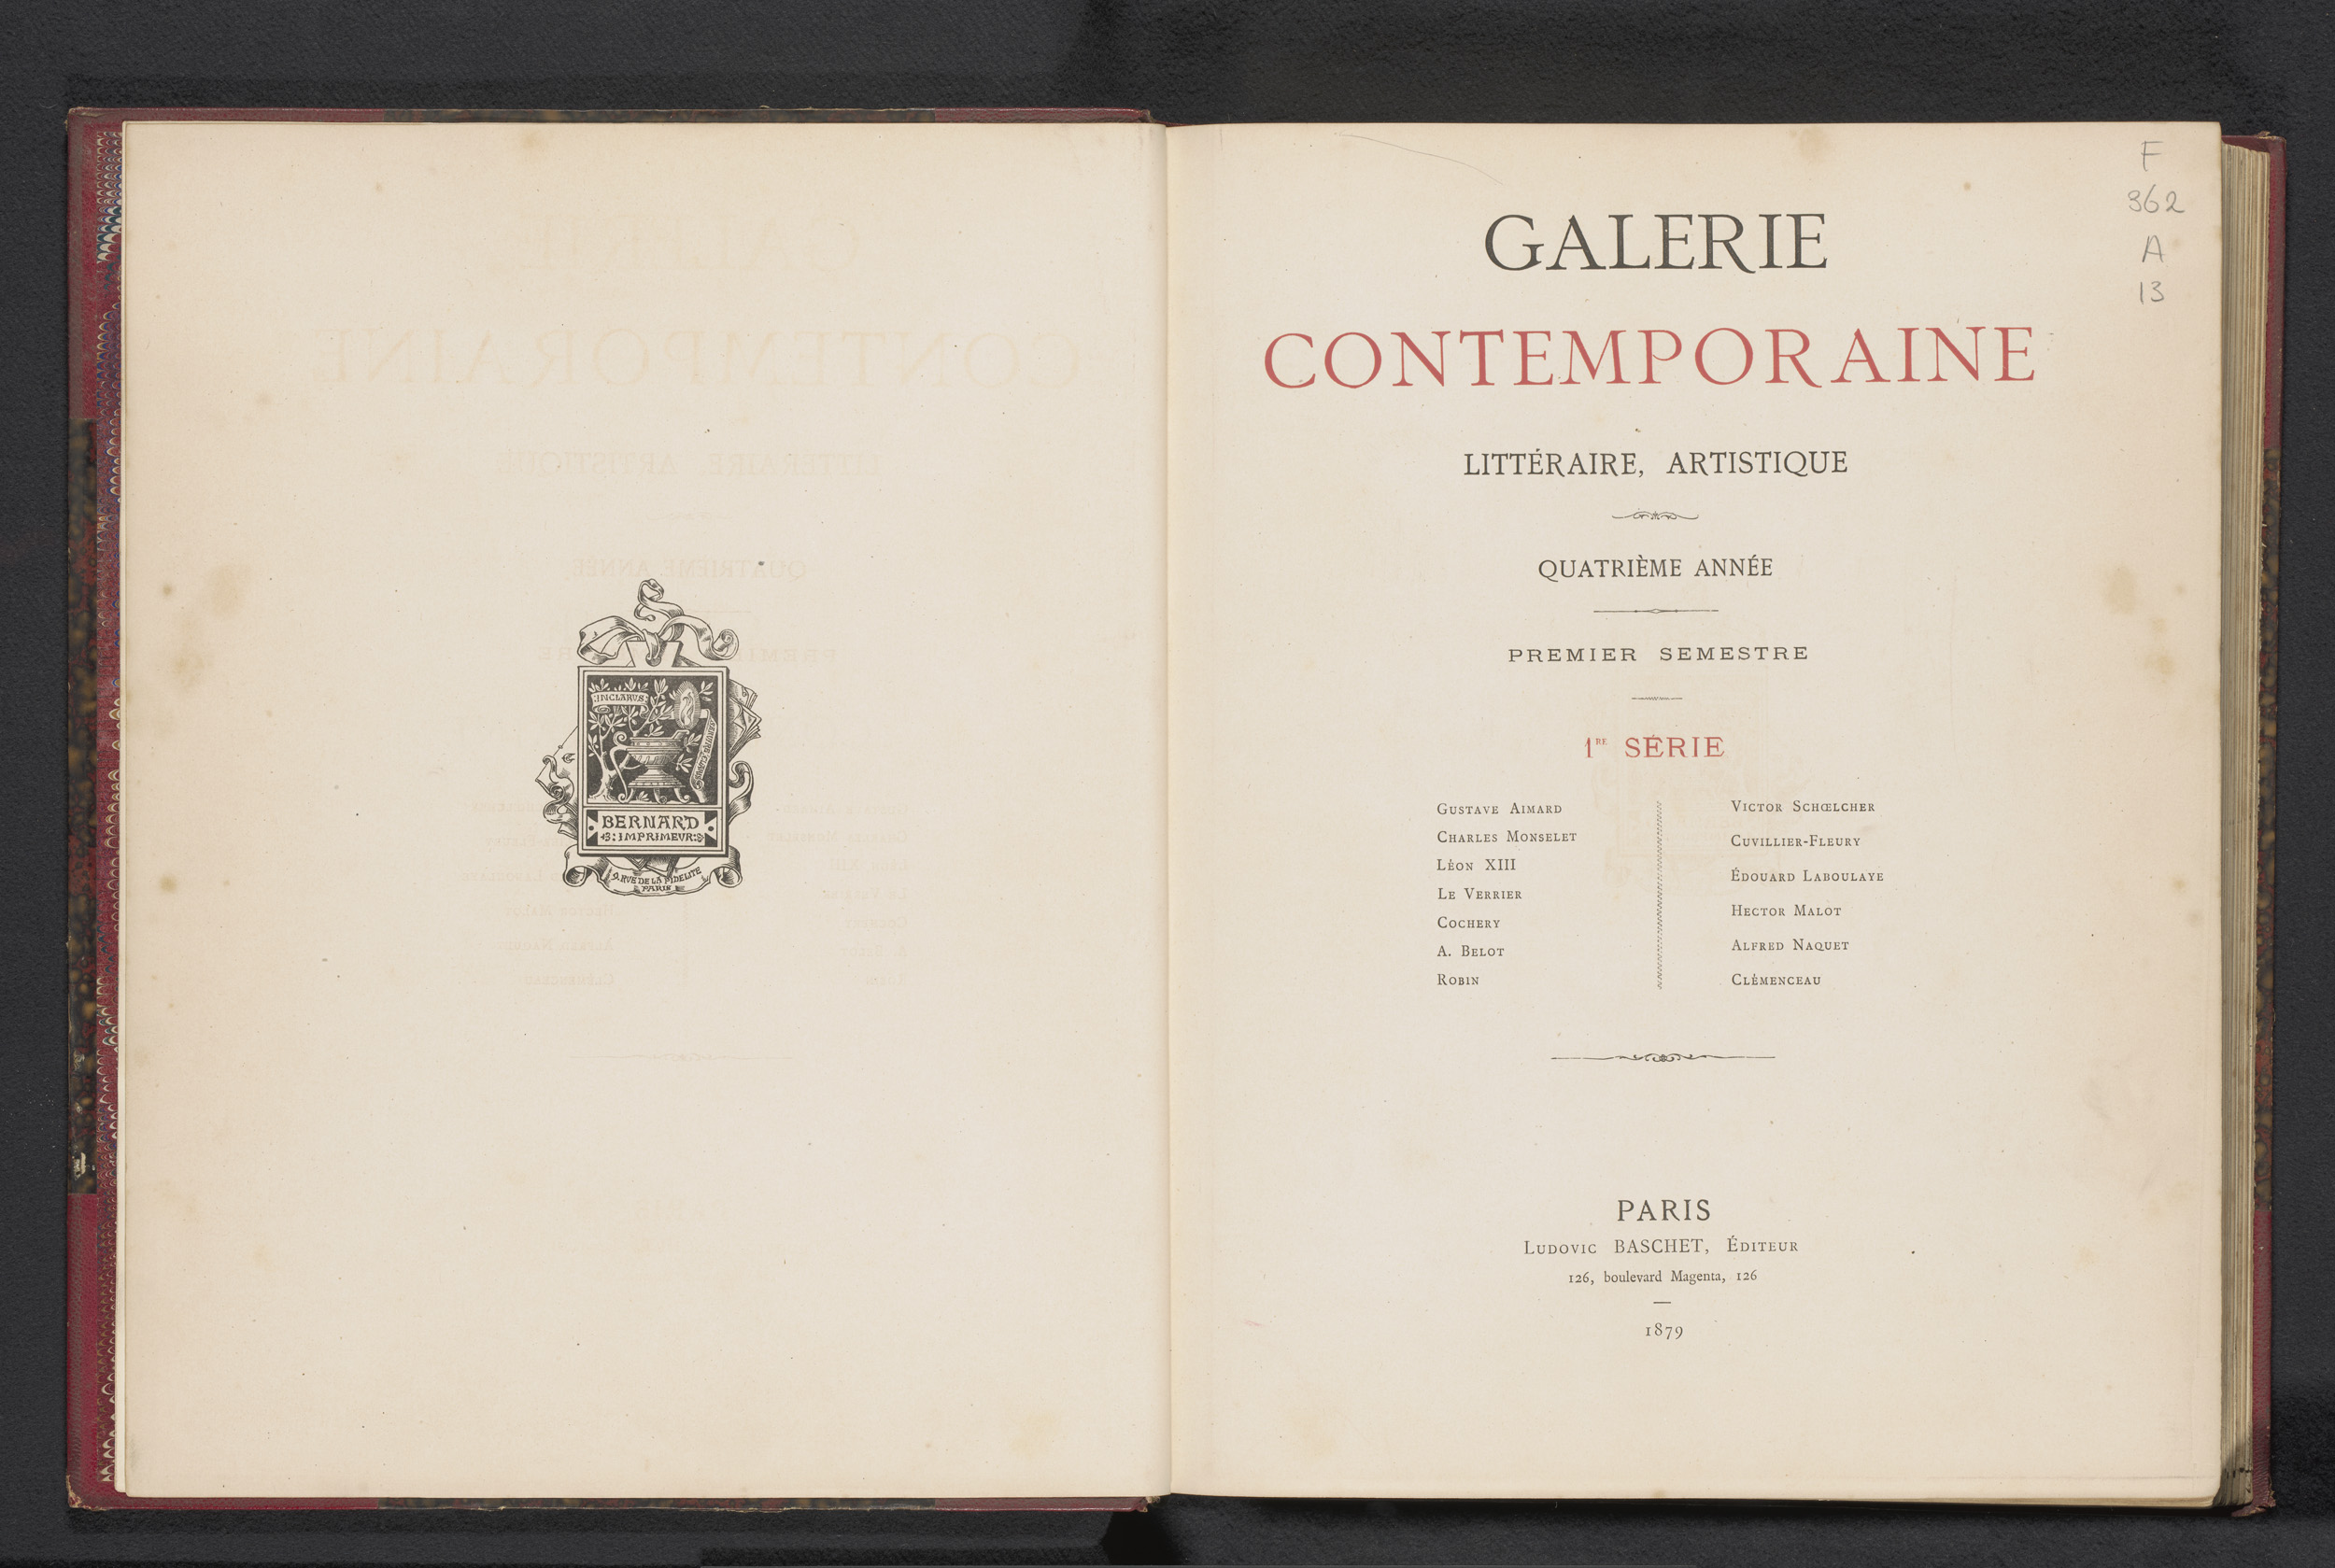 INCLARUS
BERNARD
IMPRIMEUR
9, RUE DE LA FIDELITE
PARIS
F
362
A
13
GALERIE
CONTEMPORAINE
LITTÉRAIRE, ARTISTIQUE
QUATRIÈME ANNÉE
PREMIER SEMESTRE
1RE SÉRIE
GUSTAVE AIMARD
CHARLES MONSELET
LÉON XIII
LE VERRIER
COCHERY
A. BELOT
ROBIN
VICTOR SCHŒLCHER
CUVILLIER-FLEURY
ÉDOUARD LABOULAYE
HECTOR MALOT
ALFRED NAQUET
CLÉMENCEAU
PARIS
LUDOVIC BASCHET, ÉDITEUR
126, boulevard Magenta, 126
1879